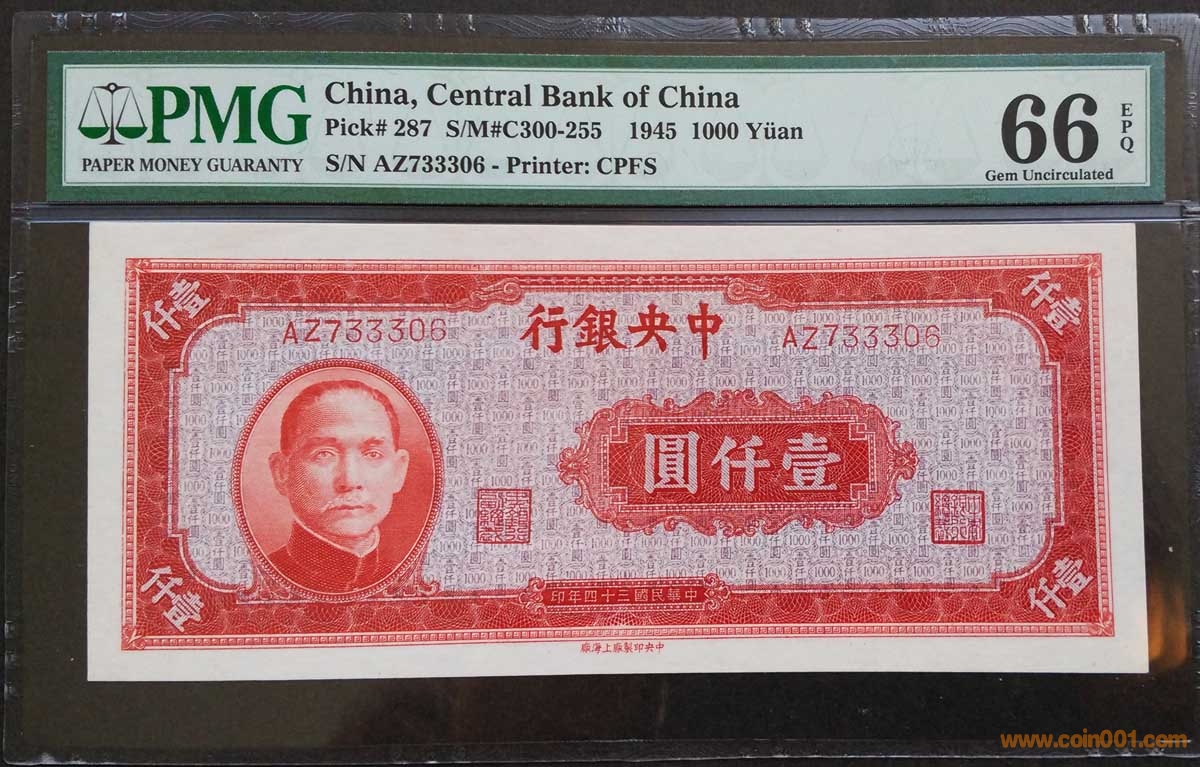 PMG
PAPER MONEY GUARANTY
China, Central Bank of China
Pick# 287 S/M#C300-255 1945 1000 Yüan
S/N AZ733306 - Printer: CPFS
66
EPQ
Gem Uncirculated
壹仟
仟壹
AZ733306
行銀央中
AZ733306
圓仟壹
印年四十三國民華中
壹仟
仟壹
廠海上廠製印央中
www.coin001.com